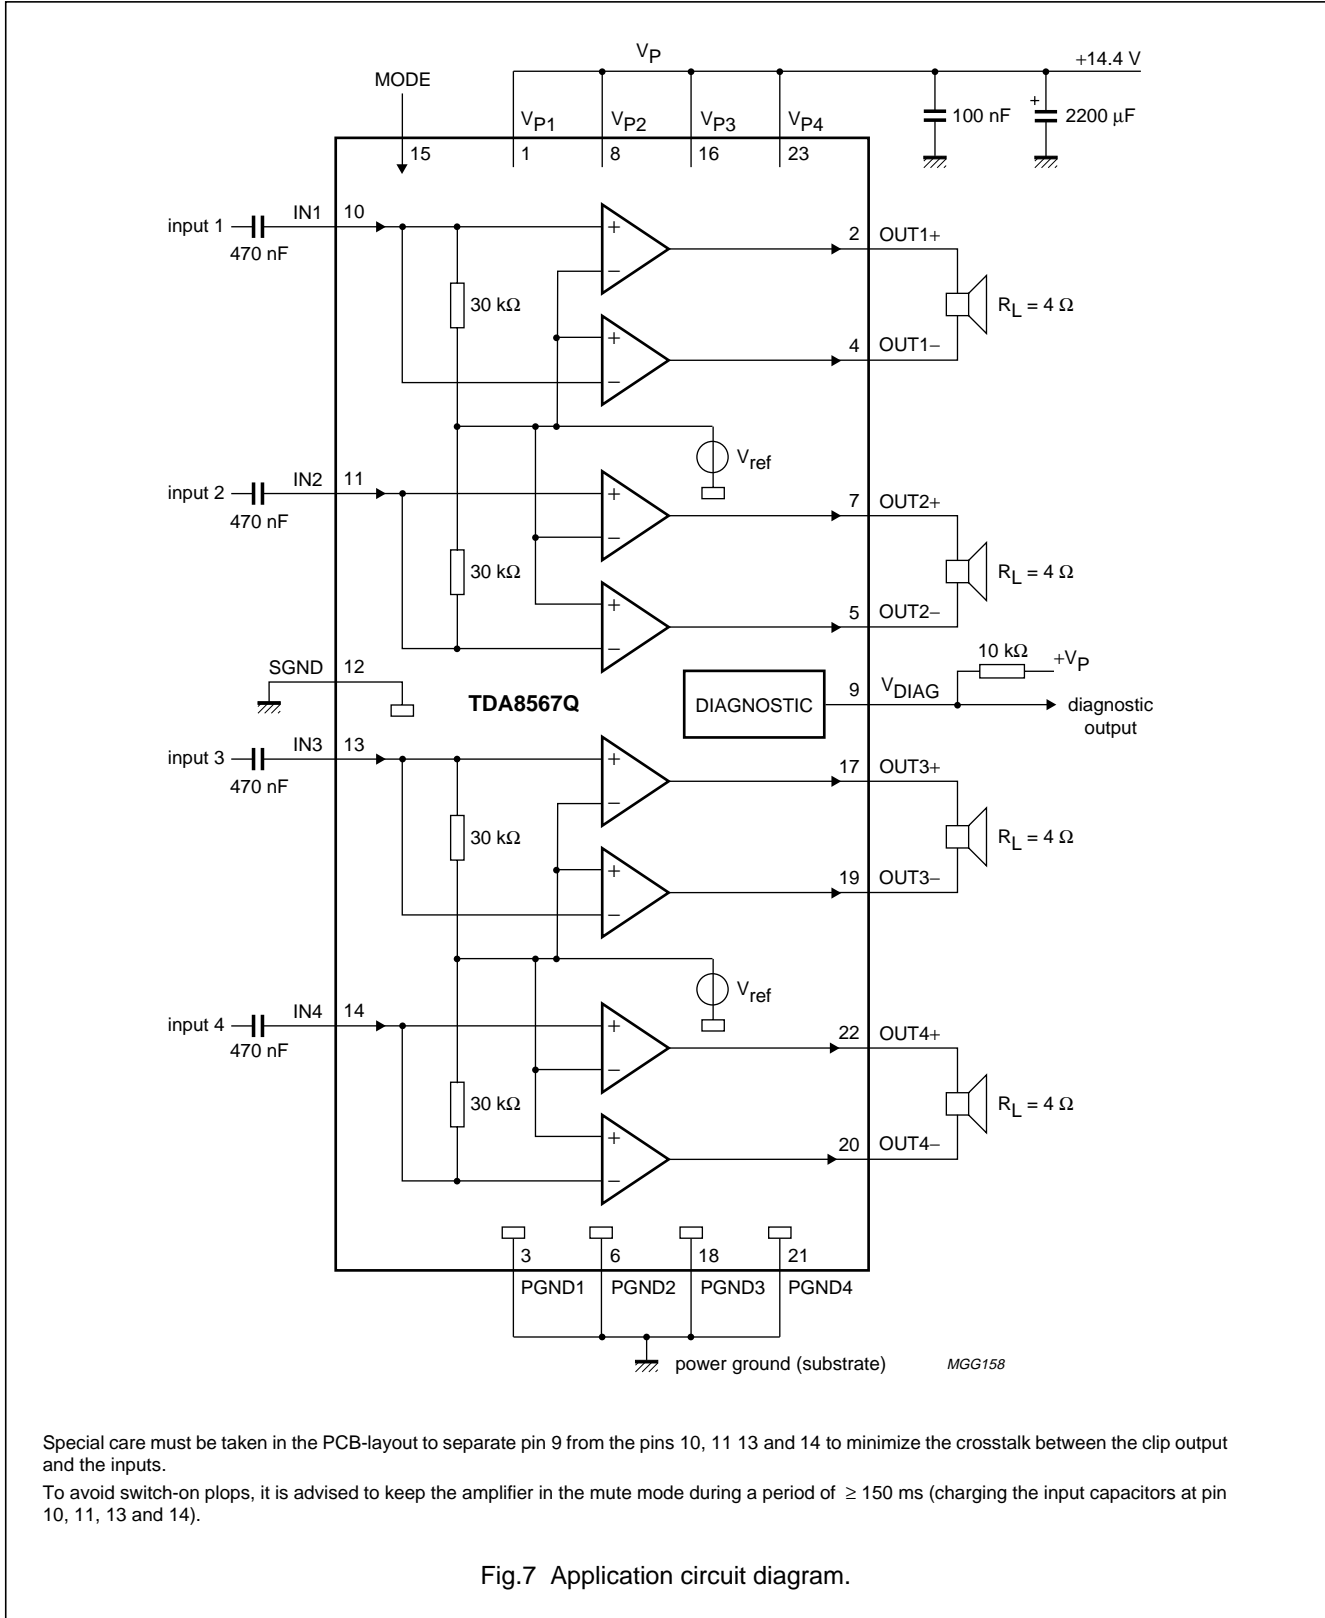 VP
+14.4 V
MODE
VP1 VP2 VP3 VP4
100 nF + 2200 μF
15 1 8 16 23
input 1 IN1 10
470 nF
+
−
2 OUT1+
30 kΩ
RL = 4 Ω
+
−
4 OUT1−
Vref
input 2 IN2 11
470 nF
+
−
7 OUT2+
30 kΩ
RL = 4 Ω
+
−
5 OUT2−
SGND 12
10 kΩ +VP
TDA8567Q
DIAGNOSTIC
9 VDIAG
diagnostic
output
input 3 IN3 13
470 nF
+
−
17 OUT3+
30 kΩ
RL = 4 Ω
+
−
19 OUT3−
Vref
input 4 IN4 14
470 nF
+
−
22 OUT4+
30 kΩ
RL = 4 Ω
+
−
20 OUT4−
3 6 18 21
PGND1 PGND2 PGND3 PGND4
power ground (substrate)
MGG158
Special care must be taken in the PCB-layout to separate pin 9 from the pins 10, 11 13 and 14 to minimize the crosstalk between the clip output
and the inputs.
To avoid switch-on plops, it is advised to keep the amplifier in the mute mode during a period of ≥ 150 ms (charging the input capacitors at pin
10, 11, 13 and 14).
Fig.7 Application circuit diagram.